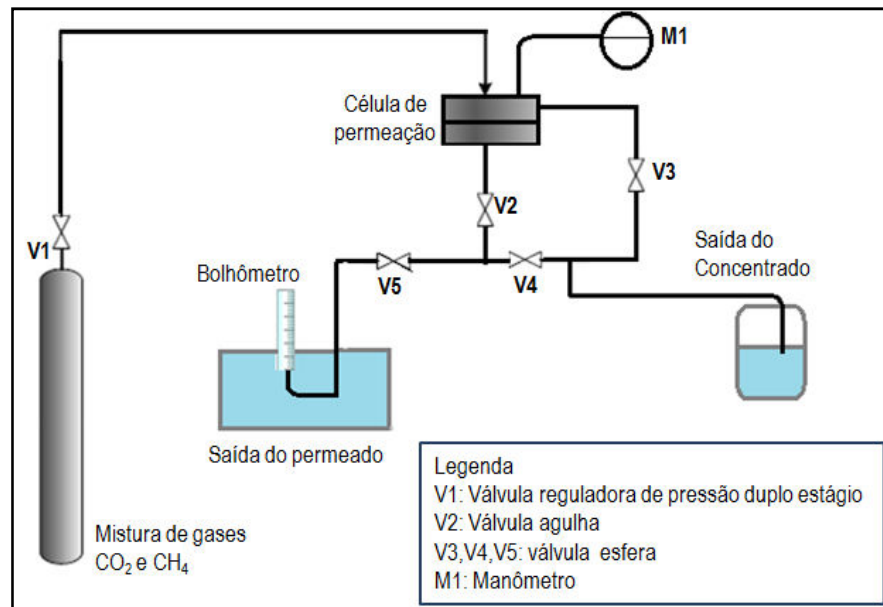 M1
Célula de
permeação
V3
V2
V1
Saída do
Concentrado
Bolhômetro
V5
V4
Saída do permeado
Legenda
V1: Válvula reguladora de pressão duplo estágio
V2: Válvula agulha
V3,V4,V5: válvula esfera
M1: Manômetro
Mistura de gases
CO₂ e CH₄